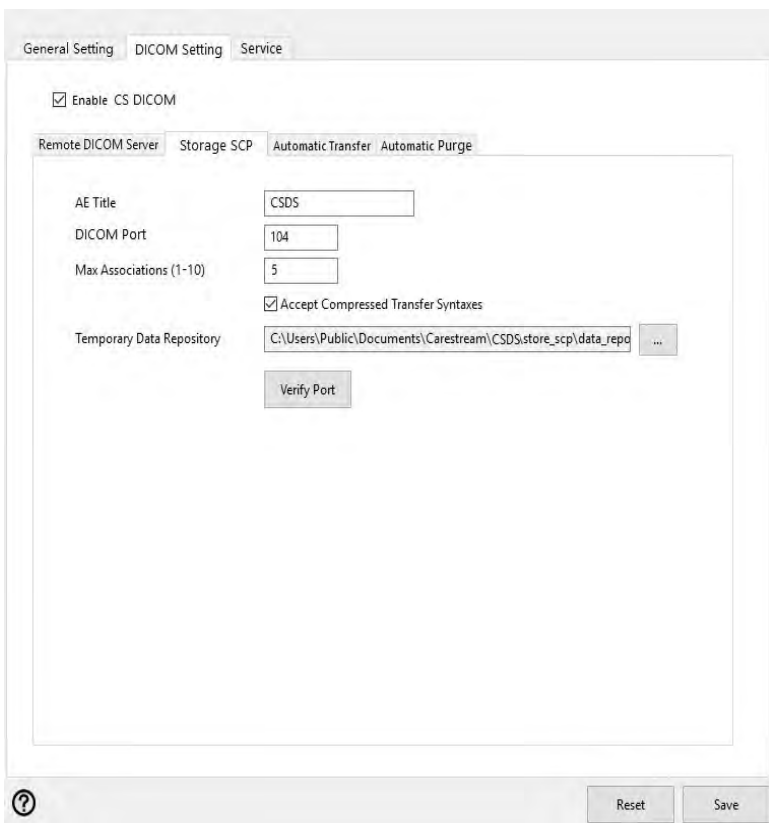 General Setting DICOM Setting Service
Enable CS DICOM
Remote DICOM Server Storage SCP Automatic Transfer Automatic Purge
AE Title CSDS
DICOM Port 104
Max Associations (1-10) 5
Accept Compressed Transfer Syntaxes
Temporary Data Repository C:\Users\Public\Documents\Carestream\CSDS\store_scp\data_repo ...
Verify Port
? Reset Save